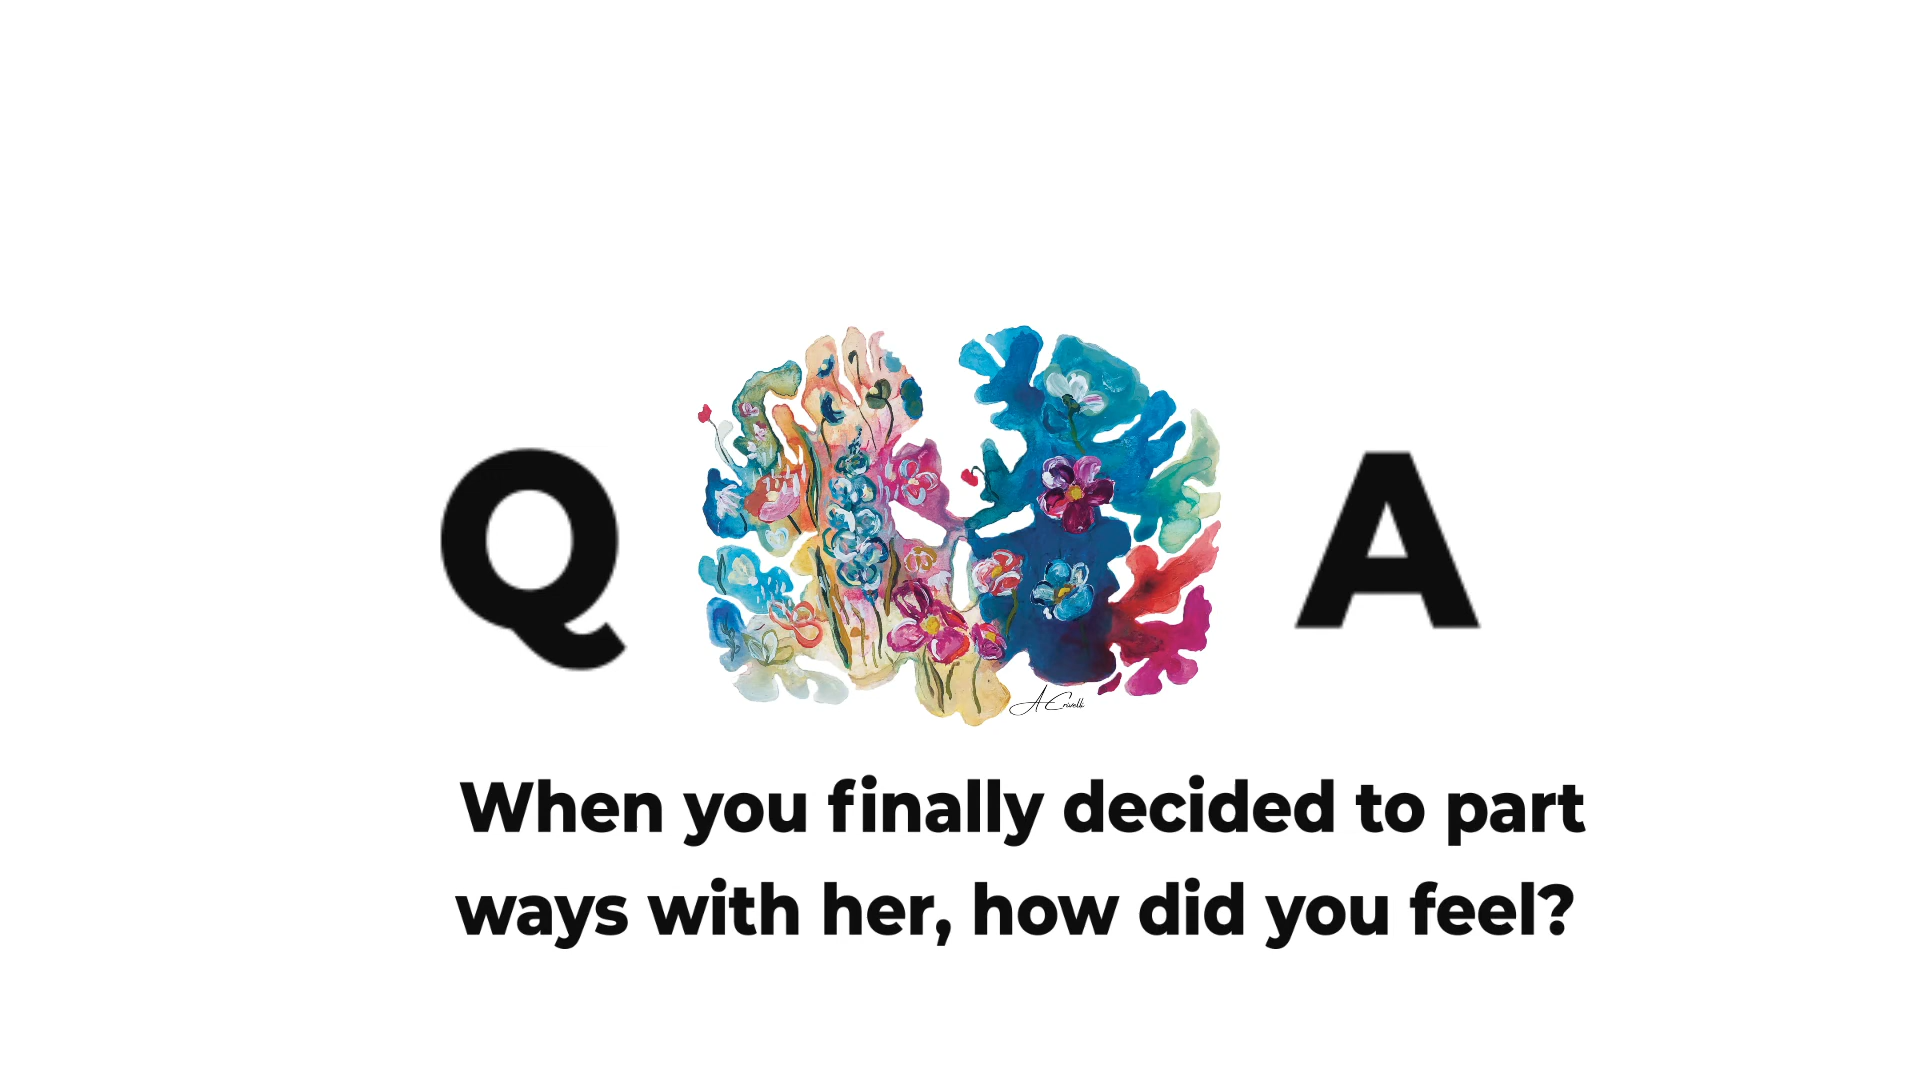 Q A
When you finally decided to part
ways with her, how did you feel?